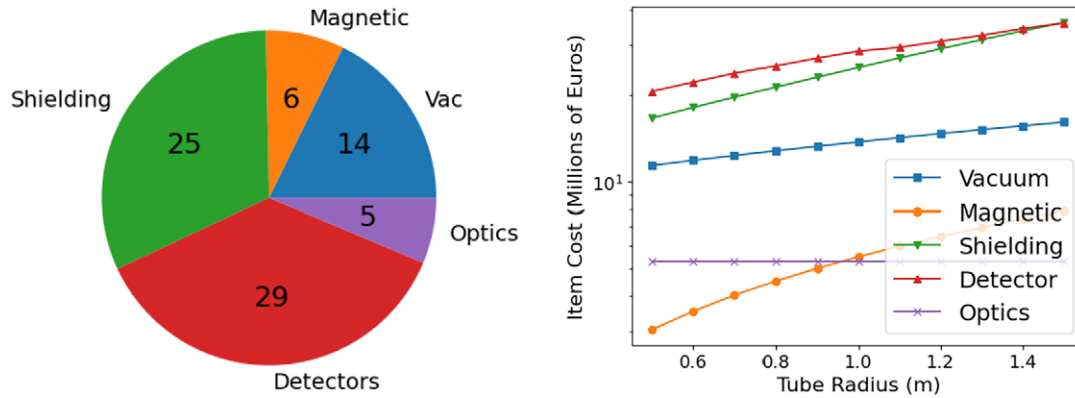 Magnetic
Shielding
Vac
6
25
14
5
Optics
29
Detectors
Item Cost (Millions of Euros)
10¹
Vacuum
Magnetic
Shielding
Detector
Optics
0.6 0.8 1.0 1.2 1.4
Tube Radius (m)